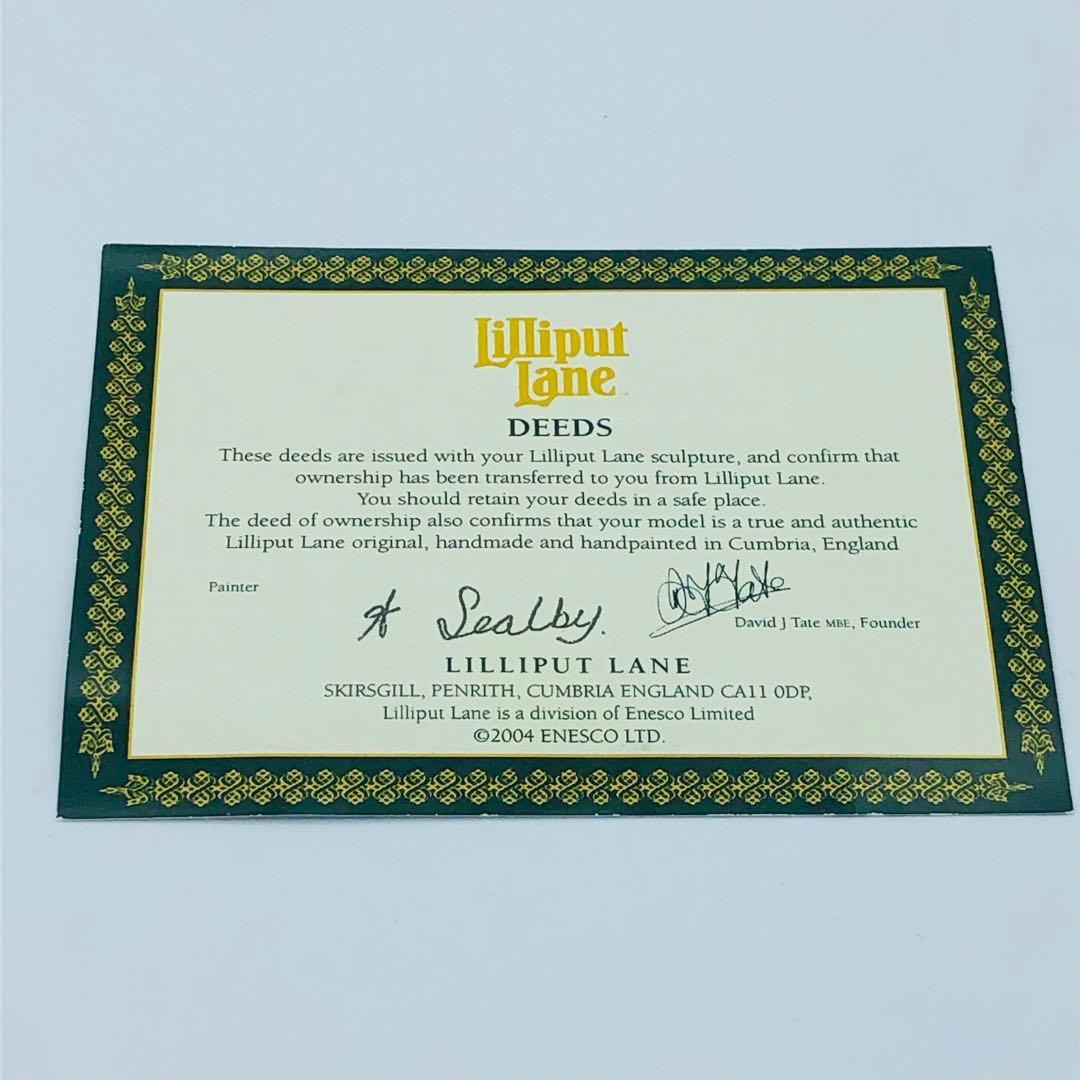 Lilliput
Lane
DEEDS
These deeds are issued with your Lilliput Lane sculpture, and confirm that
ownership has been transferred to you from Lilliput Lane.
You should retain your deeds in a safe place.
The deed of ownership also confirms that your model is a true and authentic
Lilliput Lane original, handmade and handpainted in Cumbria, England
Painter
A Sealby.
David J Tate MBE, Founder
LILLIPUT LANE
SKIRSGILL, PENRITH, CUMBRIA ENGLAND CA11 0DP,
Lilliput Lane is a division of Enesco Limited
©2004 ENESCO LTD.